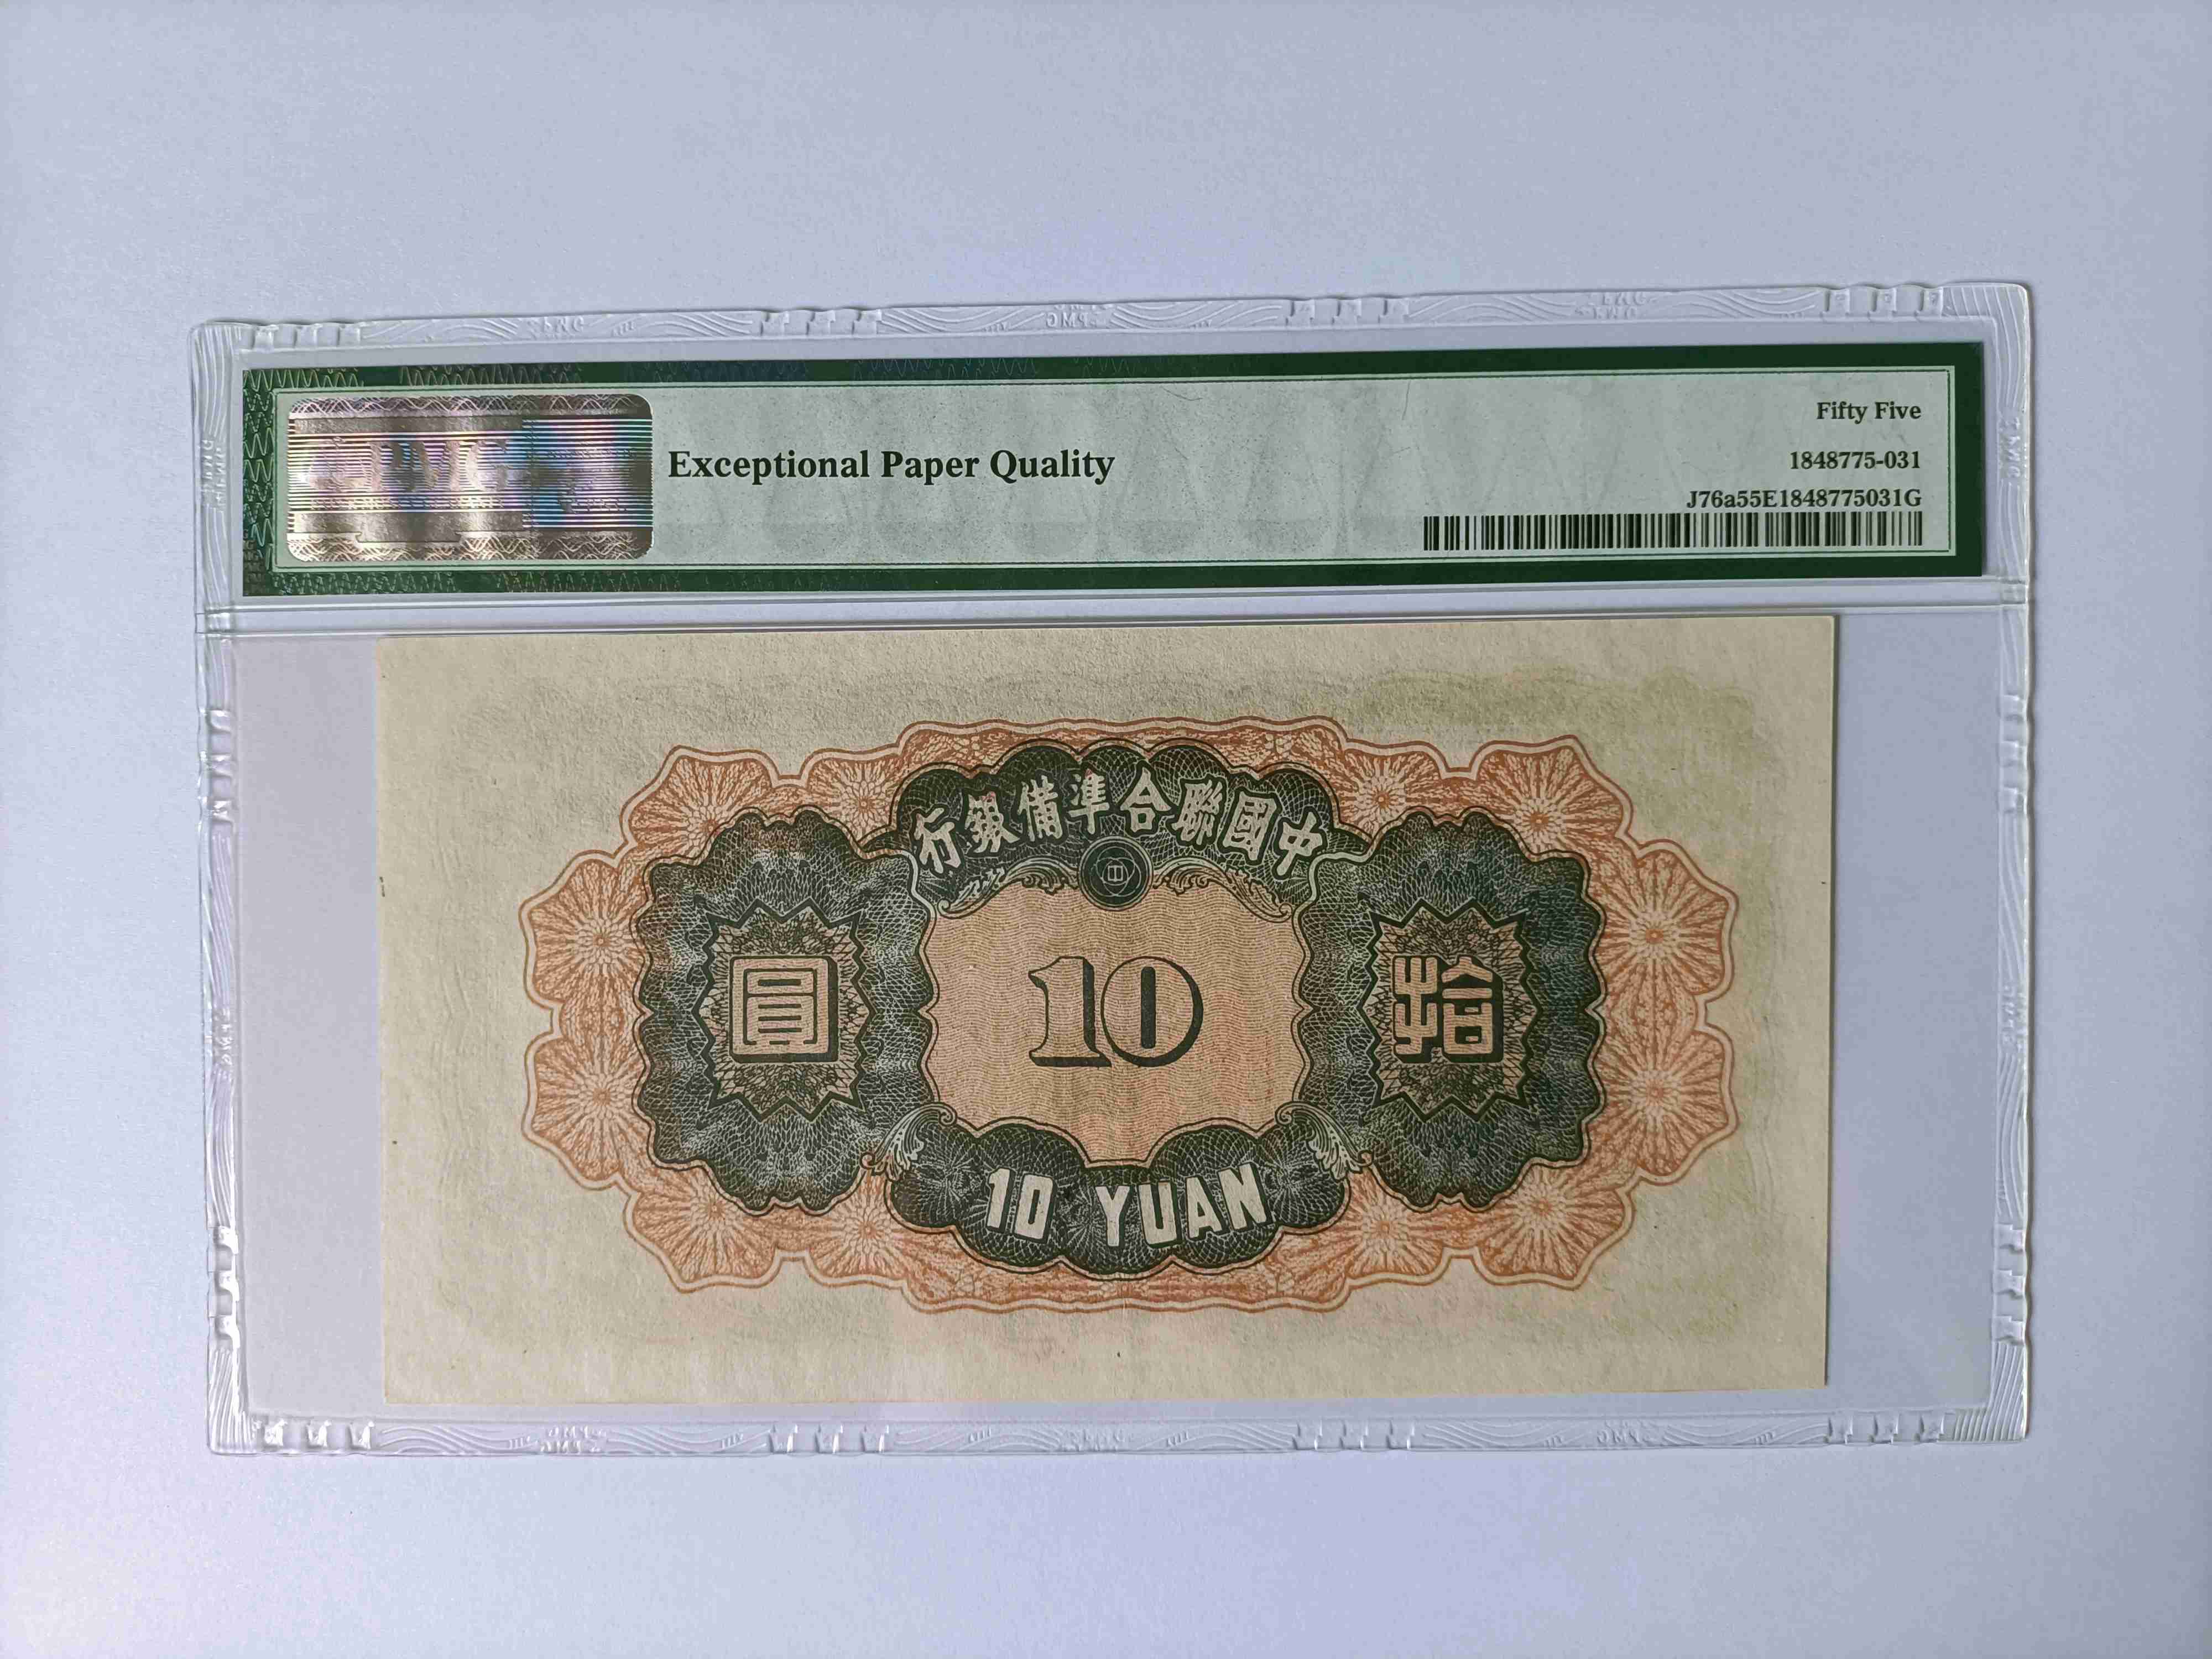 Fifty Five
Exceptional Paper Quality
1848775-031
J76a55E1848775031G
中國聯合準備銀行
拾 10 圓
10 YUAN
PMG